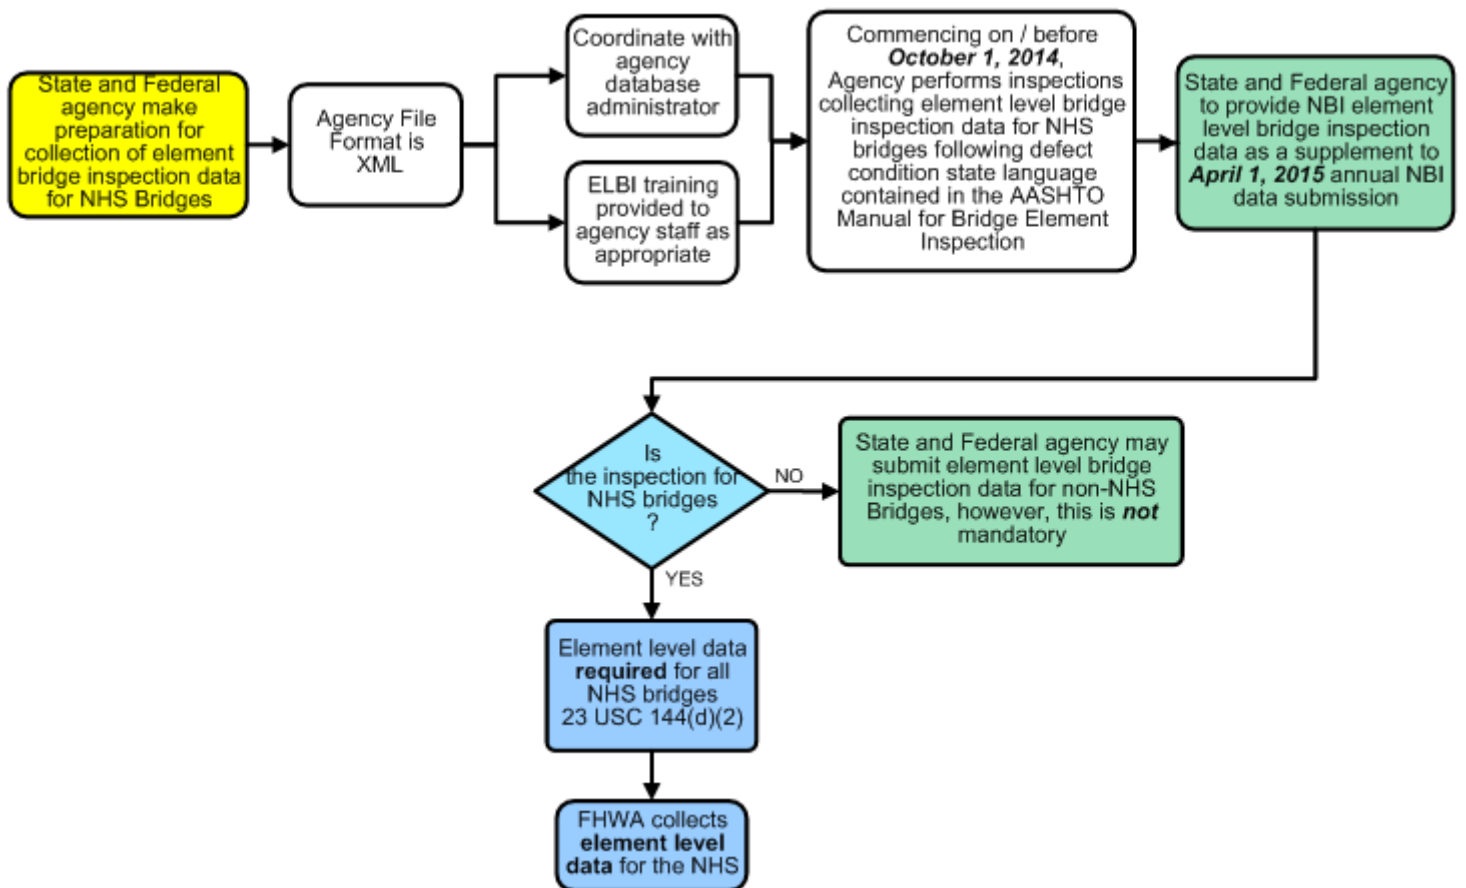 State and Federal
agency make
preparation for
collection of element
bridge inspection data
for NHS Bridges
Agency File
Format is
XML
Coordinate with
agency
database
administrator
ELBI training
provided to
agency staff as
appropriate
Commencing on / before
October 1, 2014,
Agency performs inspections
collecting element level bridge
inspection data for NHS
bridges following defect
condition state language
contained in the AASHTO
Manual for Bridge Element
Inspection
State and Federal agency
to provide NBI element
level bridge inspection
data as a supplement to
April 1, 2015 annual NBI
data submission
Is
the inspection for
NHS bridges
?
NO
State and Federal agency may
submit element level bridge
inspection data for non-NHS
Bridges, however, this is not
mandatory
YES
Element level data
required for all
NHS bridges
23 USC 144(d)(2)
FHWA collects
element level
data for the NHS